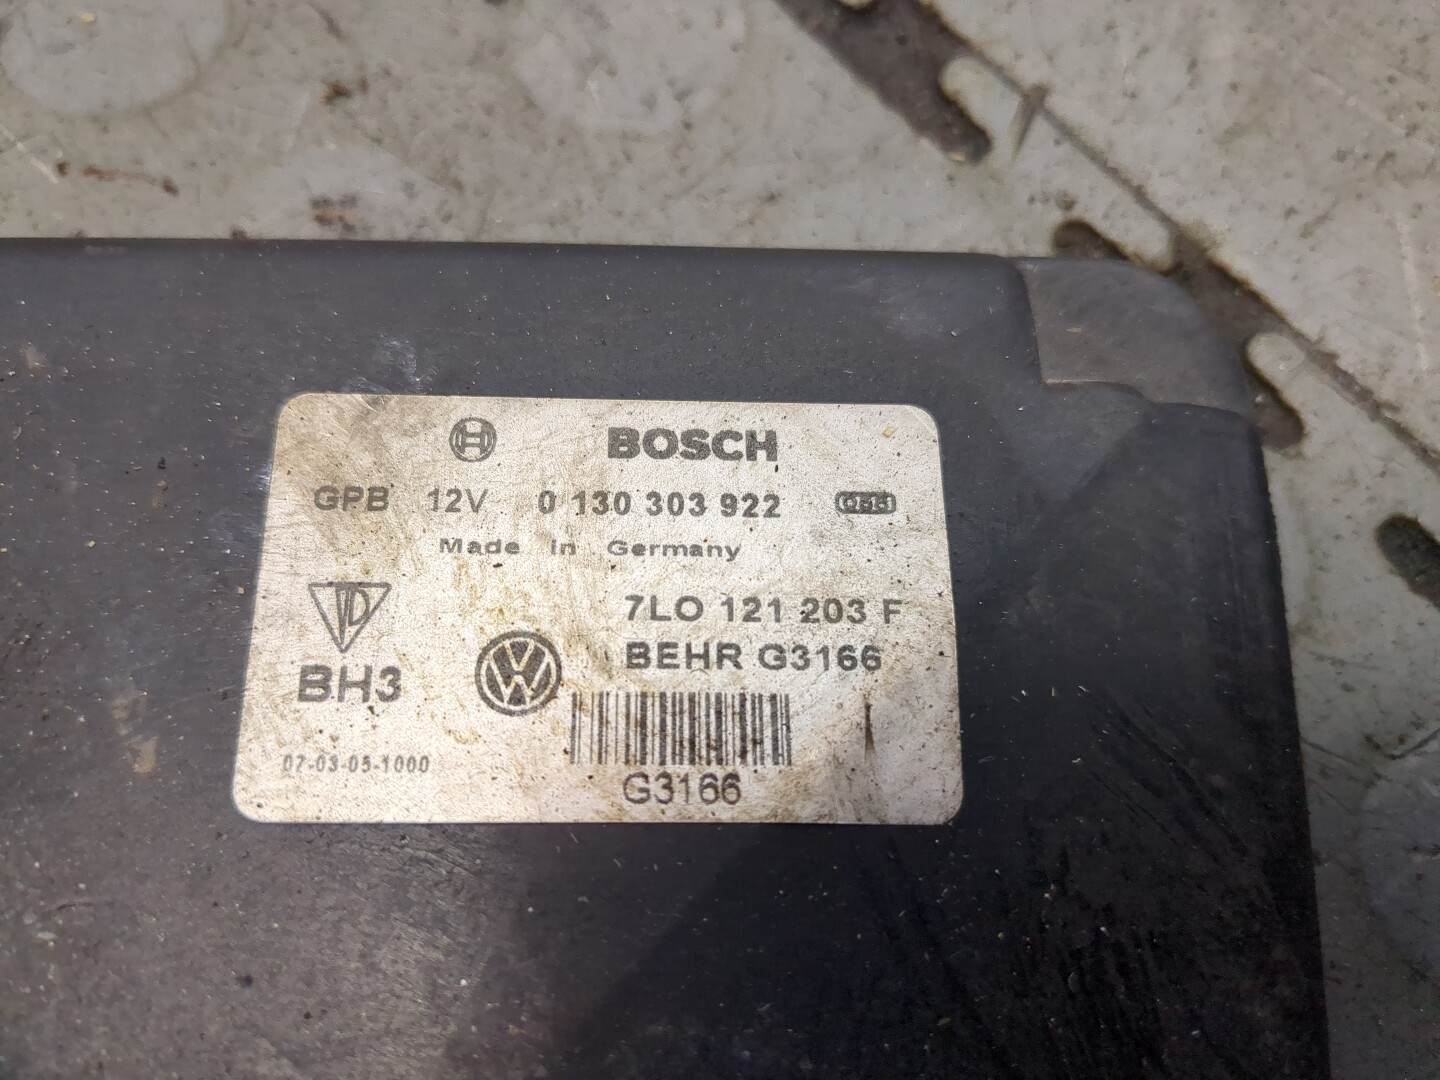 BOSCH
GPB 12V 0 130 303 922
Made in Germany
7LO 121 203 F
BEHR G3166
BH3
07-03-05-1000
G3166